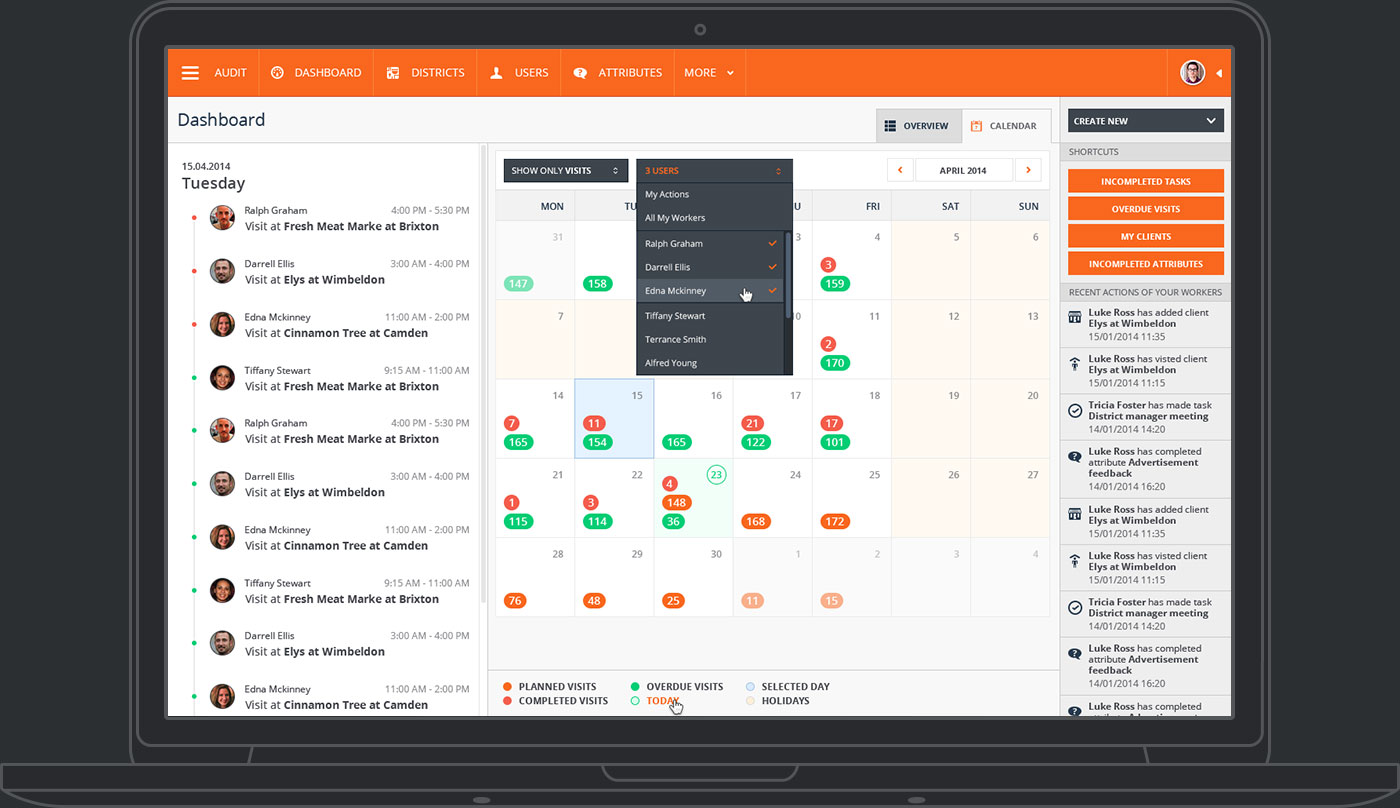 AUDIT
DASHBOARD
DISTRICTS
USERS
ATTRIBUTES
MORE
Dashboard
OVERVIEW
CALENDAR
15.04.2014
Tuesday
Ralph Graham 4:00 PM - 5:30 PM
Visit at Fresh Meat Marke at Brixton
Darrell Ellis 3:00 AM - 4:00 PM
Visit at Elys at Wimbeldon
Edna Mckinney 11:00 AM - 2:00 PM
Visit at Cinnamon Tree at Camden
Tiffany Stewart 9:15 AM - 11:00 AM
Visit at Fresh Meat Marke at Brixton
Ralph Graham 4:00 PM - 5:30 PM
Visit at Fresh Meat Marke at Brixton
Darrell Ellis 3:00 AM - 4:00 PM
Visit at Elys at Wimbeldon
Edna Mckinney 11:00 AM - 2:00 PM
Visit at Cinnamon Tree at Camden
Tiffany Stewart 9:15 AM - 11:00 AM
Visit at Fresh Meat Marke at Brixton
Darrell Ellis 3:00 AM - 4:00 PM
Visit at Elys at Wimbeldon
Edna Mckinney 11:00 AM - 2:00 PM
Visit at Cinnamon Tree at Camden
SHOW ONLY VISITS
3 USERS
My Actions
All My Workers
Ralph Graham
Darrell Ellis
Edna Mckinney
Tiffany Stewart
Terrance Smith
Alfred Young
APRIL 2014
MON TU U FRI SAT SUN
31 3 4 5 6
3
147 158 159
7 10 11 12 13
2
170
14 15 16 17 18 19 20
7 11 21 17
165 154 165 122 101
21 22 23 24 25 26 27
4
1 3 148
115 114 36 168 172
28 29 30 1 2 3 4
76 48 25 11 15
PLANNED VISITS OVERDUE VISITS SELECTED DAY
COMPLETED VISITS TODAY HOLIDAYS
CREATE NEW
SHORTCUTS
INCOMPLETED TASKS
OVERDUE VISITS
MY CLIENTS
INCOMPLETED ATTRIBUTES
RECENT ACTIONS OF YOUR WORKERS
Luke Ross has added client
Elys at Wimbeldon
15/01/2014 11:35
Luke Ross has visted client
Elys at Wimbeldon
15/01/2014 11:15
Tricia Foster has made task
District manager meeting
14/01/2014 14:20
Luke Ross has completed
attribute Advertisement
feedback
14/01/2014 16:20
Luke Ross has added client
Elys at Wimbeldon
15/01/2014 11:35
Luke Ross has visted client
Elys at Wimbeldon
15/01/2014 11:15
Tricia Foster has made task
District manager meeting
14/01/2014 14:20
Luke Ross has completed
attribute Advertisement
feedback
14/01/2014 16:20
Luke Ross has completed